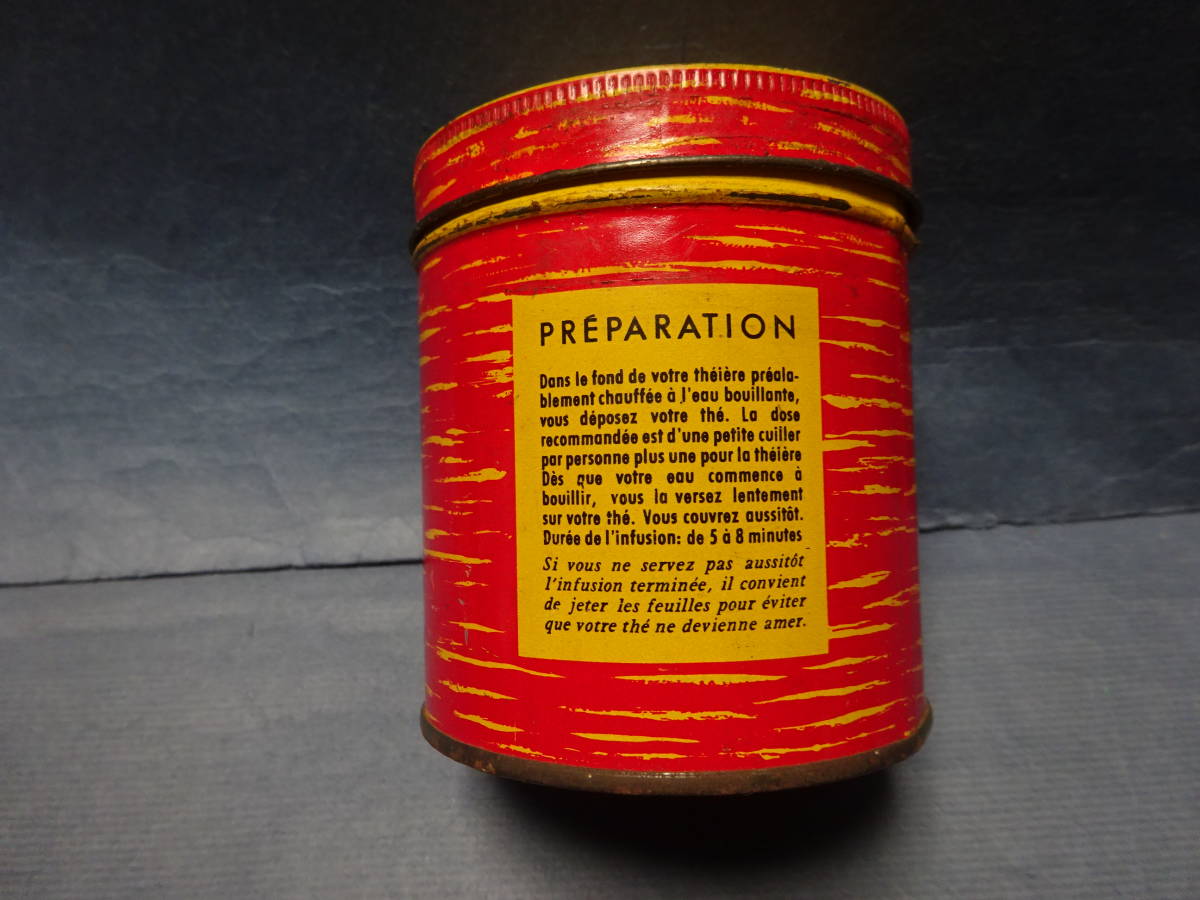 PRÉPARATION
Dans le fond de votre théière préala-
blement chauffée à l'eau bouillante,
vous déposez votre thé. La dose
recommandée est d'une petite cuiller
par personne plus une pour la théière
Dès que votre eau commence à
bouillir, vous la versez lentement
sur votre thé. Vous couvrez aussitôt.
Durée de l'infusion: de 5 à 8 minutes
Si vous ne servez pas aussitôt
l'infusion terminée, il convient
de jeter les feuilles pour éviter
que votre thé ne devienne amer.